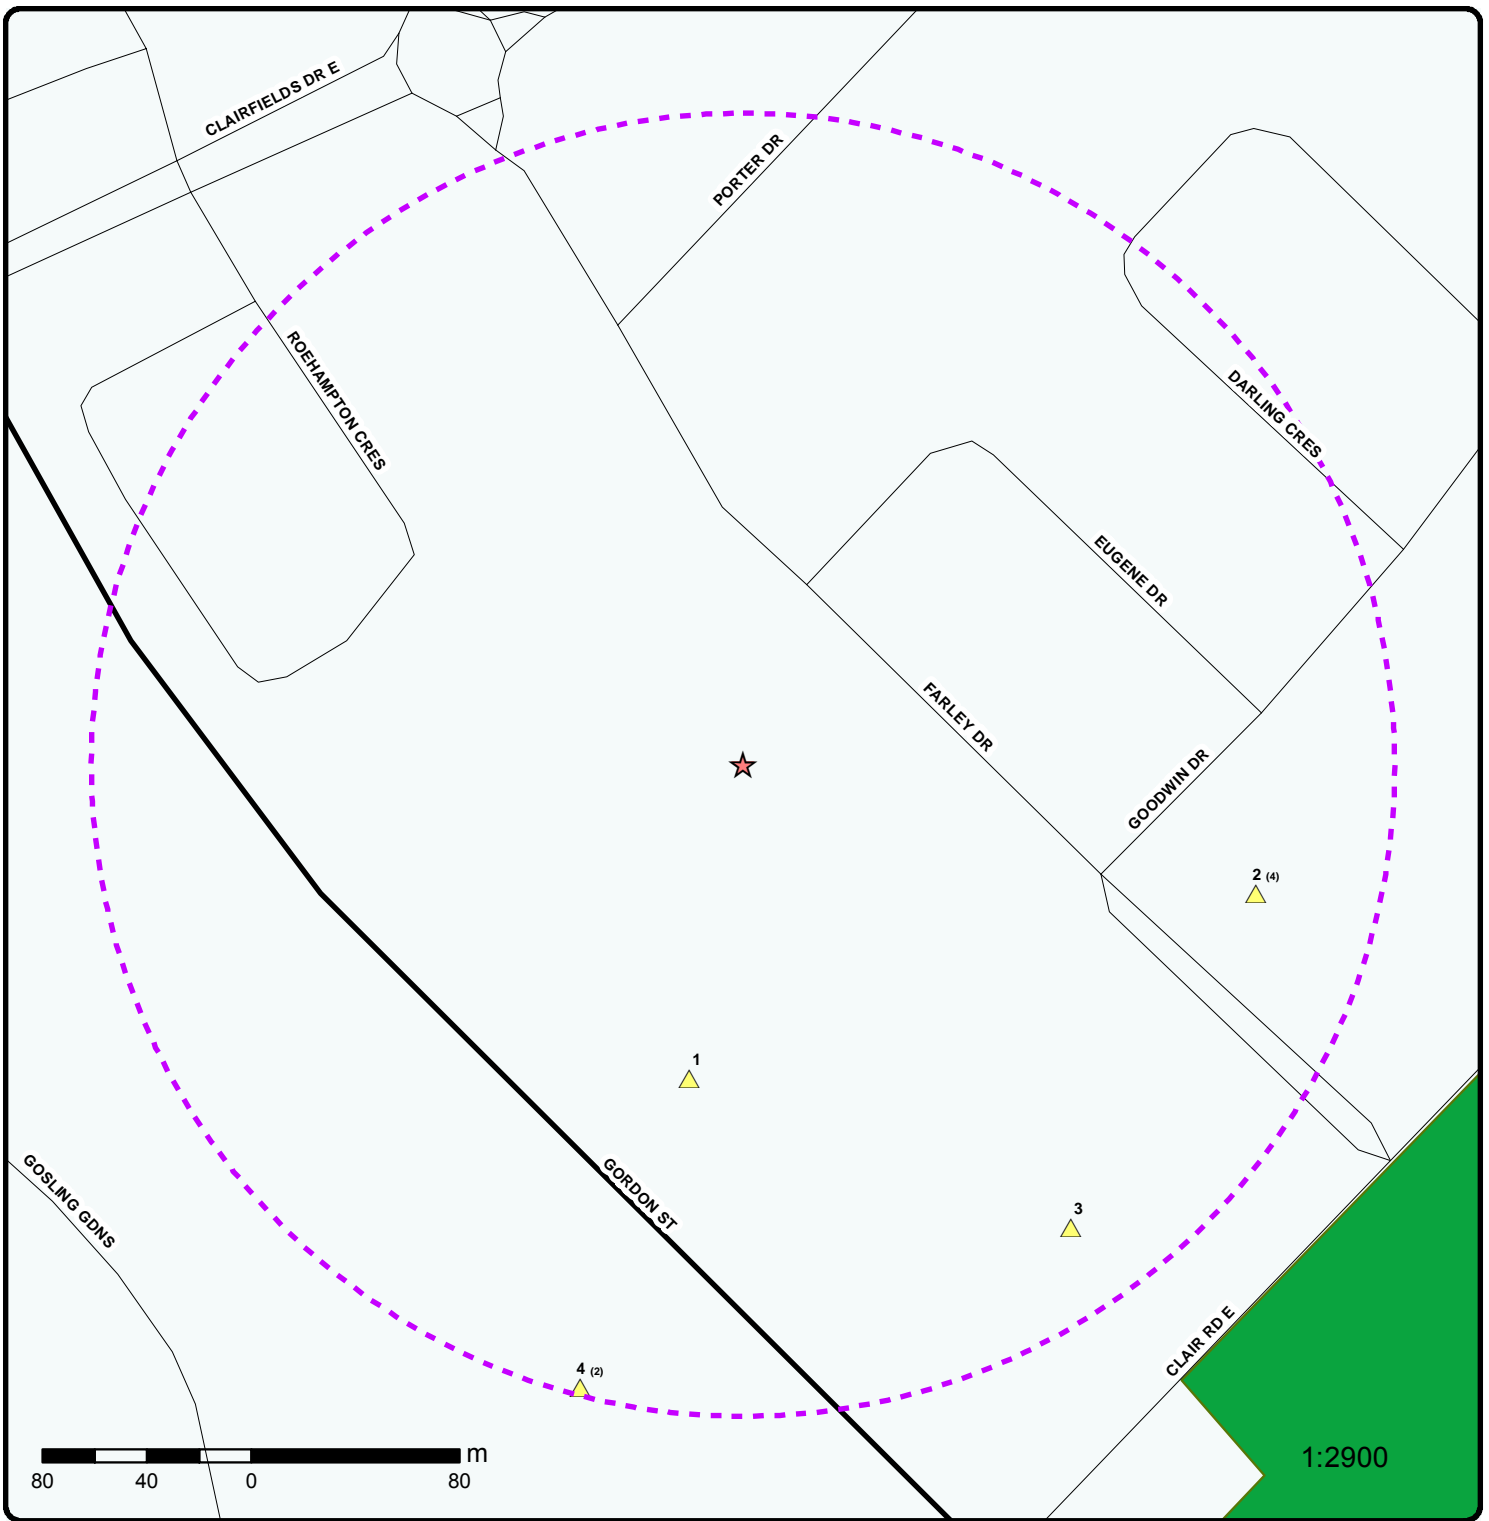 CLAIRFIELDS DR E
PORTER DR
ROEHAMPTON CRES
DARLING CRES
EUGENE DR
FARLEY DR
GOODWIN DR
2 (4)
1
GOSLING GDNS
GORDON ST
3
CLAIR RD E
4 (2)
m
80 40 0 80
1:2900